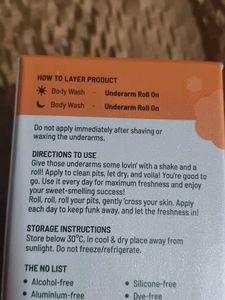 HOW TO LAYER PRODUCT
Body Wash - Underarm Roll On
Body Wash - Underarm Roll On
Do not apply immediately after shaving or
waxing the underarms.
DIRECTIONS TO USE
Give those underarms some lovin' with a shake and a
roll! Apply to clean pits, let dry, and voila! You're good to
go. Use it every day for maximum freshness and enjoy
your sweet-smelling success!
Roll, roll, roll your pits, gently 'cross your skin. Apply
each day to keep funk away, and let the freshness in!
STORAGE INSTRUCTIONS
Store below 30°C, in cool & dry place away from
sunlight. Do not freeze/refrigerate.
THE NO LIST
• Alcohol-free • Silicone-free
• Aluminium-free • Dye-free